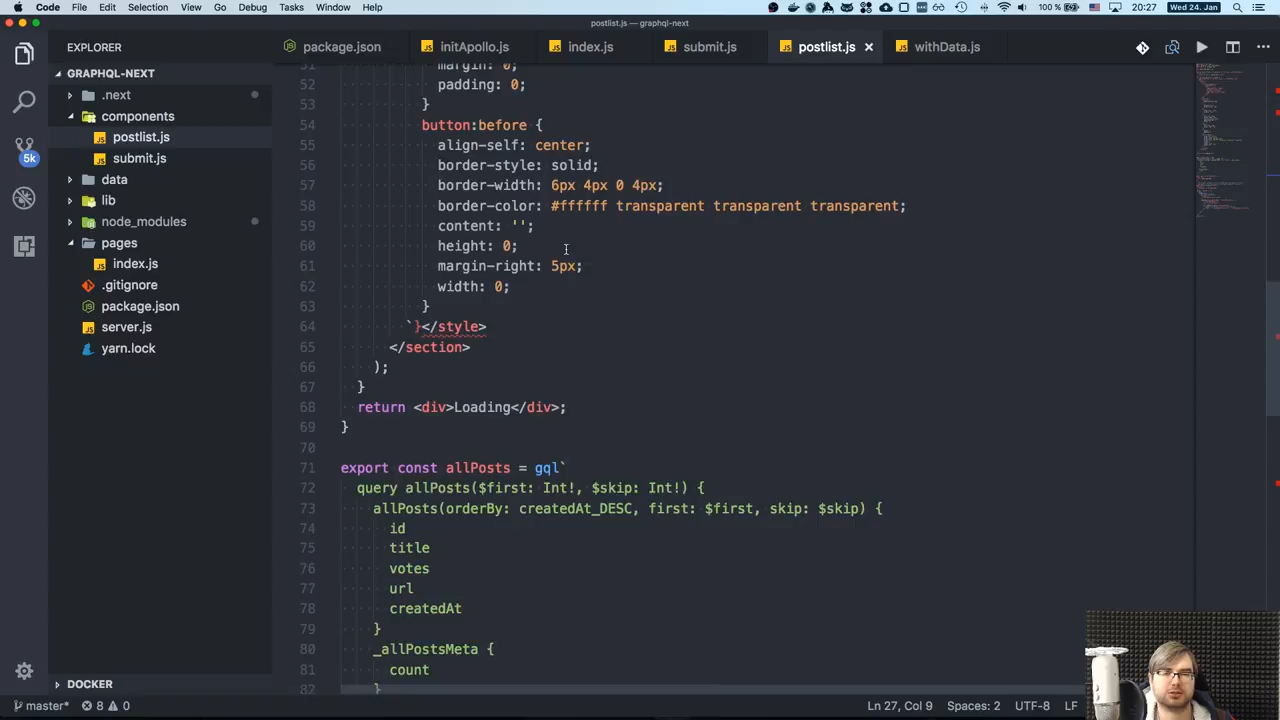 Code File Edit Selection View Go Debug Tasks Window Help 100 % 20:27 Wed 24. Jan
postlist.js — graphql-next
EXPLORER
package.json initApollo.js index.js submit.js postlist.js withData.js
GRAPHQL-NEXT
.next
components
postlist.js
submit.js
data
lib
node_modules
pages
index.js
.gitignore
package.json
server.js
yarn.lock
DOCKER
5k
51 margin: 0;
52 padding: 0;
53 }
54 button:before {
55 align-self: center;
56 border-style: solid;
57 border-width: 6px 4px 0 4px;
58 border-color: #ffffff transparent transparent transparent;
59 content: '';
60 height: 0;
61 margin-right: 5px;
62 width: 0;
63 }
64 `}</style>
65 </section>
66 );
67 }
68 return <div>Loading</div>;
69 }
70
71 export const allPosts = gql`
72 query allPosts($first: Int!, $skip: Int!) {
73 allPosts(orderBy: createdAt_DESC, first: $first, skip: $skip) {
74 id
75 title
76 votes
77 url
78 createdAt
79 }
80 _allPostsMeta {
81 count
82 }
master* 8 0 Ln 27, Col 9 Spaces: 2 UTF-8 LF